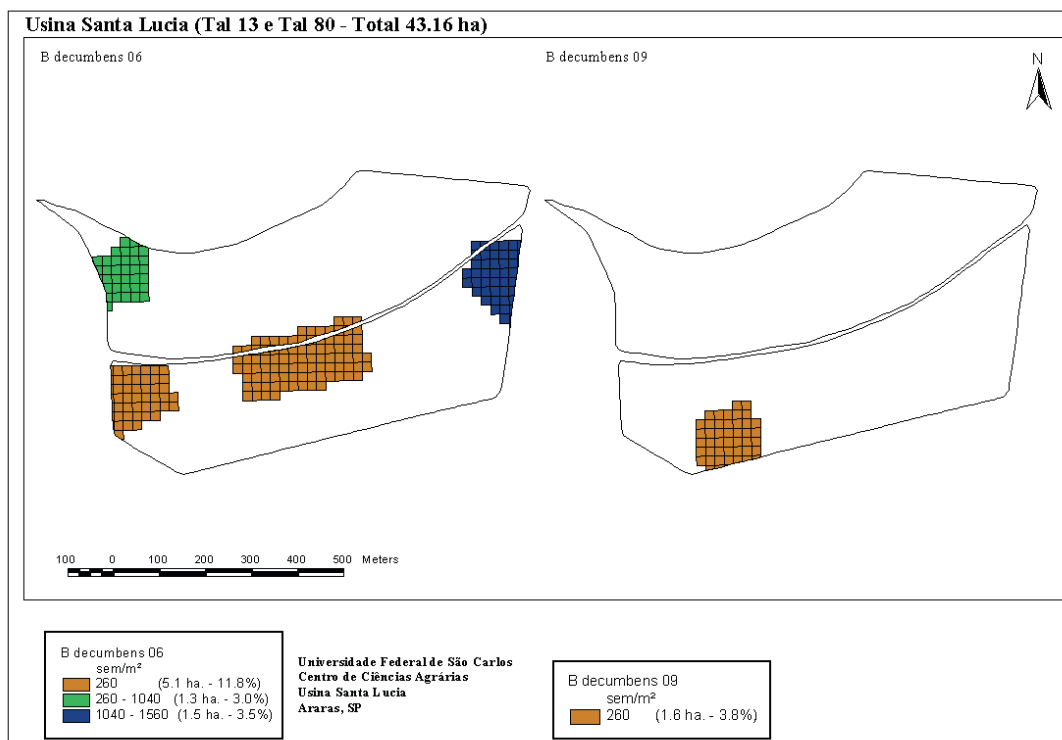 Usina Santa Lucia (Tal 13 e Tal 80 - Total 43.16 ha)
B decumbens 06
B decumbens 09
N
100 0 100 200 300 400 500 Meters
B decumbens 06
sem/m²
260 (5.1 ha. - 11.8%)
260 - 1040 (1.3 ha. - 3.0%)
1040 - 1560 (1.5 ha. - 3.5%)
Universidade Federal de São Carlos
Centro de Ciências Agrárias
Usina Santa Lucia
Araras, SP
B decumbens 09
sem/m²
260 (1.6 ha. - 3.8%)